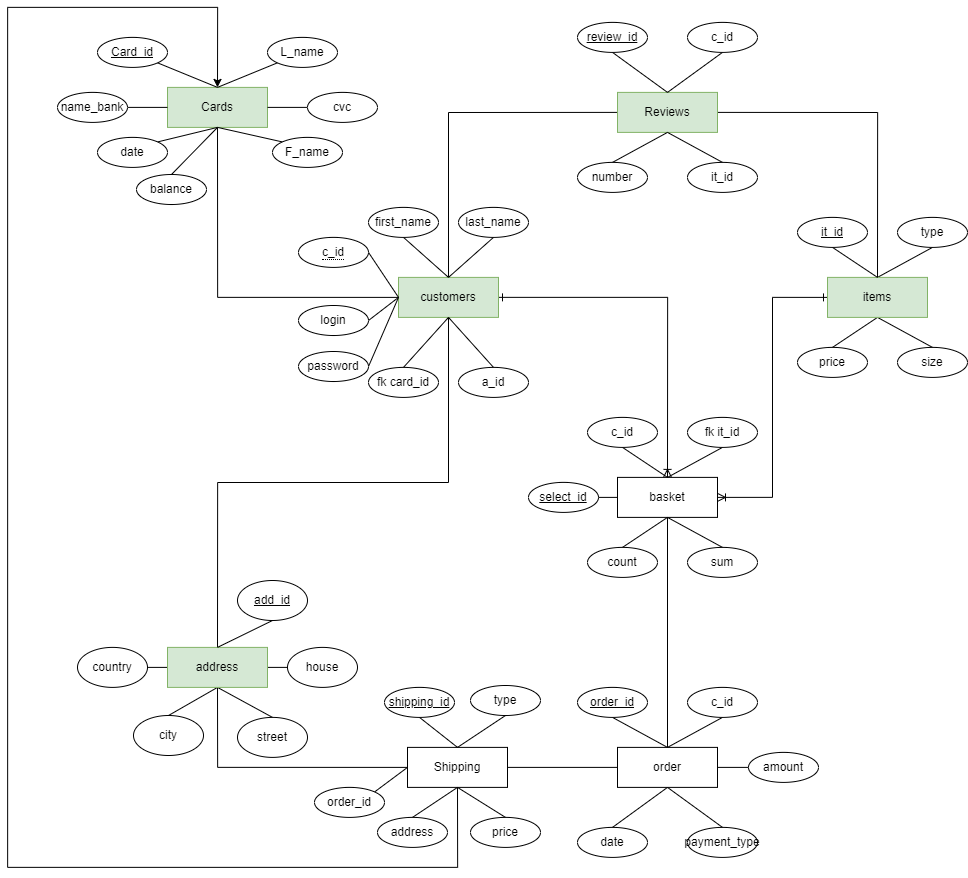 review_id
c_id
Card_id
L_name
name_bank
Cards
cvc
Reviews
date
F_name
number
it_id
balance
first_name
last_name
it_id
type
c_id
customers
items
login
password
fk card_id
a_id
price
size
c_id
fk it_id
select_id
basket
count
sum
add_id
country
address
house
city
street
shipping_id
type
order_id
c_id
Shipping
order
amount
order_id
address
price
date
payment_type